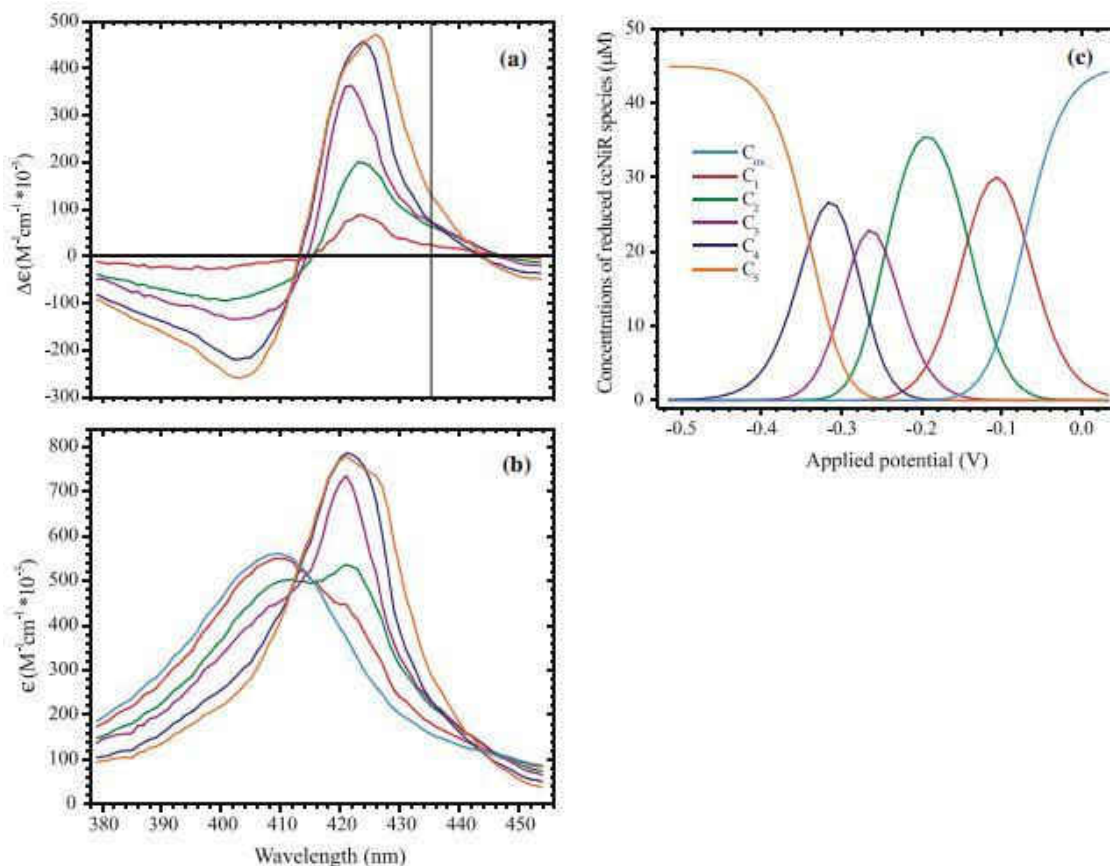 500
400
300
200
100
0
-100
-200
-300
Δϵ(M⁻¹cm⁻¹*10⁻²)
(a)
800
700
600
500
400
300
200
100
0
ϵ(M⁻¹cm⁻¹*10⁻²)
(b)
380 390 400 410 420 430 440 450
Wavelength (nm)
50
40
30
20
10
0
Concentrations of reduced ccNiR species (μM)
(c)
Cₒₓ
C₁
C₂
C₃
C₄
C₅
-0.5 -0.4 -0.3 -0.2 -0.1 0.0
Applied potential (V)